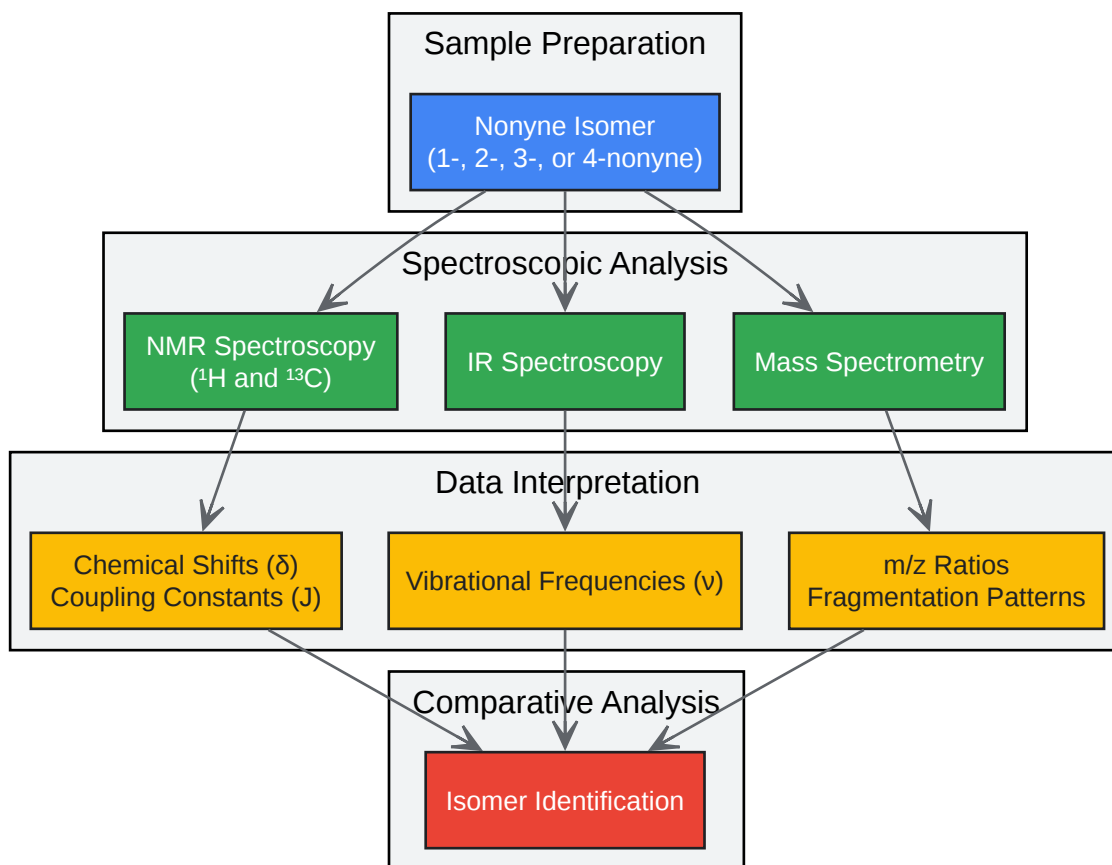 Sample Preparation
Nonyne Isomer
(1-, 2-, 3-, or 4-nonyne)
Spectroscopic Analysis
NMR Spectroscopy
(¹H and ¹³C)
IR Spectroscopy
Mass Spectrometry
Data Interpretation
Chemical Shifts (δ)
Coupling Constants (J)
Vibrational Frequencies (ν)
m/z Ratios
Fragmentation Patterns
Comparative Analysis
Isomer Identification